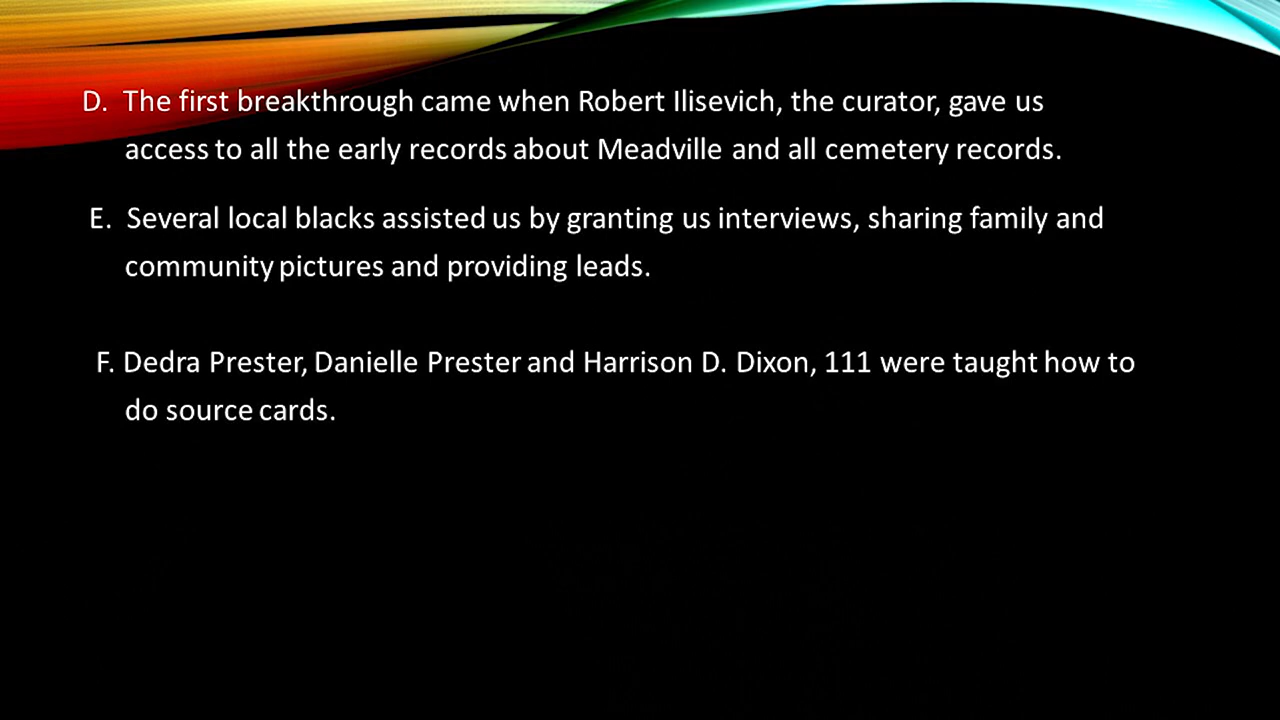 D. The first breakthrough came when Robert Ilisevich, the curator, gave us
access to all the early records about Meadville and all cemetery records.
E. Several local blacks assisted us by granting us interviews, sharing family and
community pictures and providing leads.
F. Dedra Prester, Danielle Prester and Harrison D. Dixon, 111 were taught how to
do source cards.